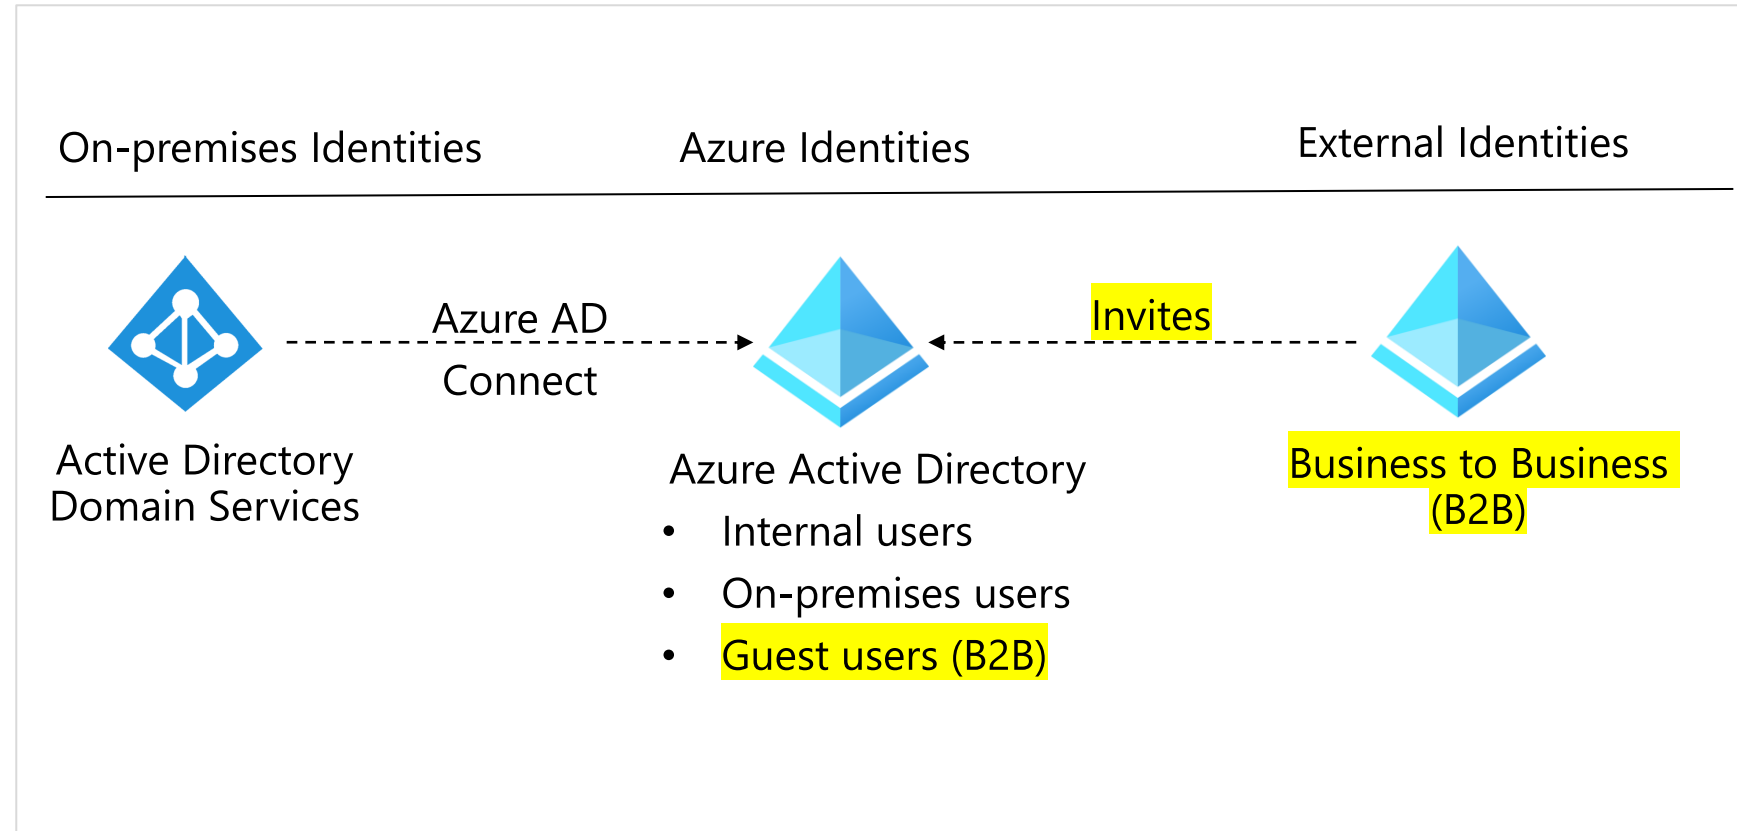 On-premises Identities
Azure Identities
External Identities
Azure AD
Connect
Invites
Active Directory
Domain Services
Azure Active Directory
• Internal users
• On-premises users
• Guest users (B2B)
Business to Business
(B2B)